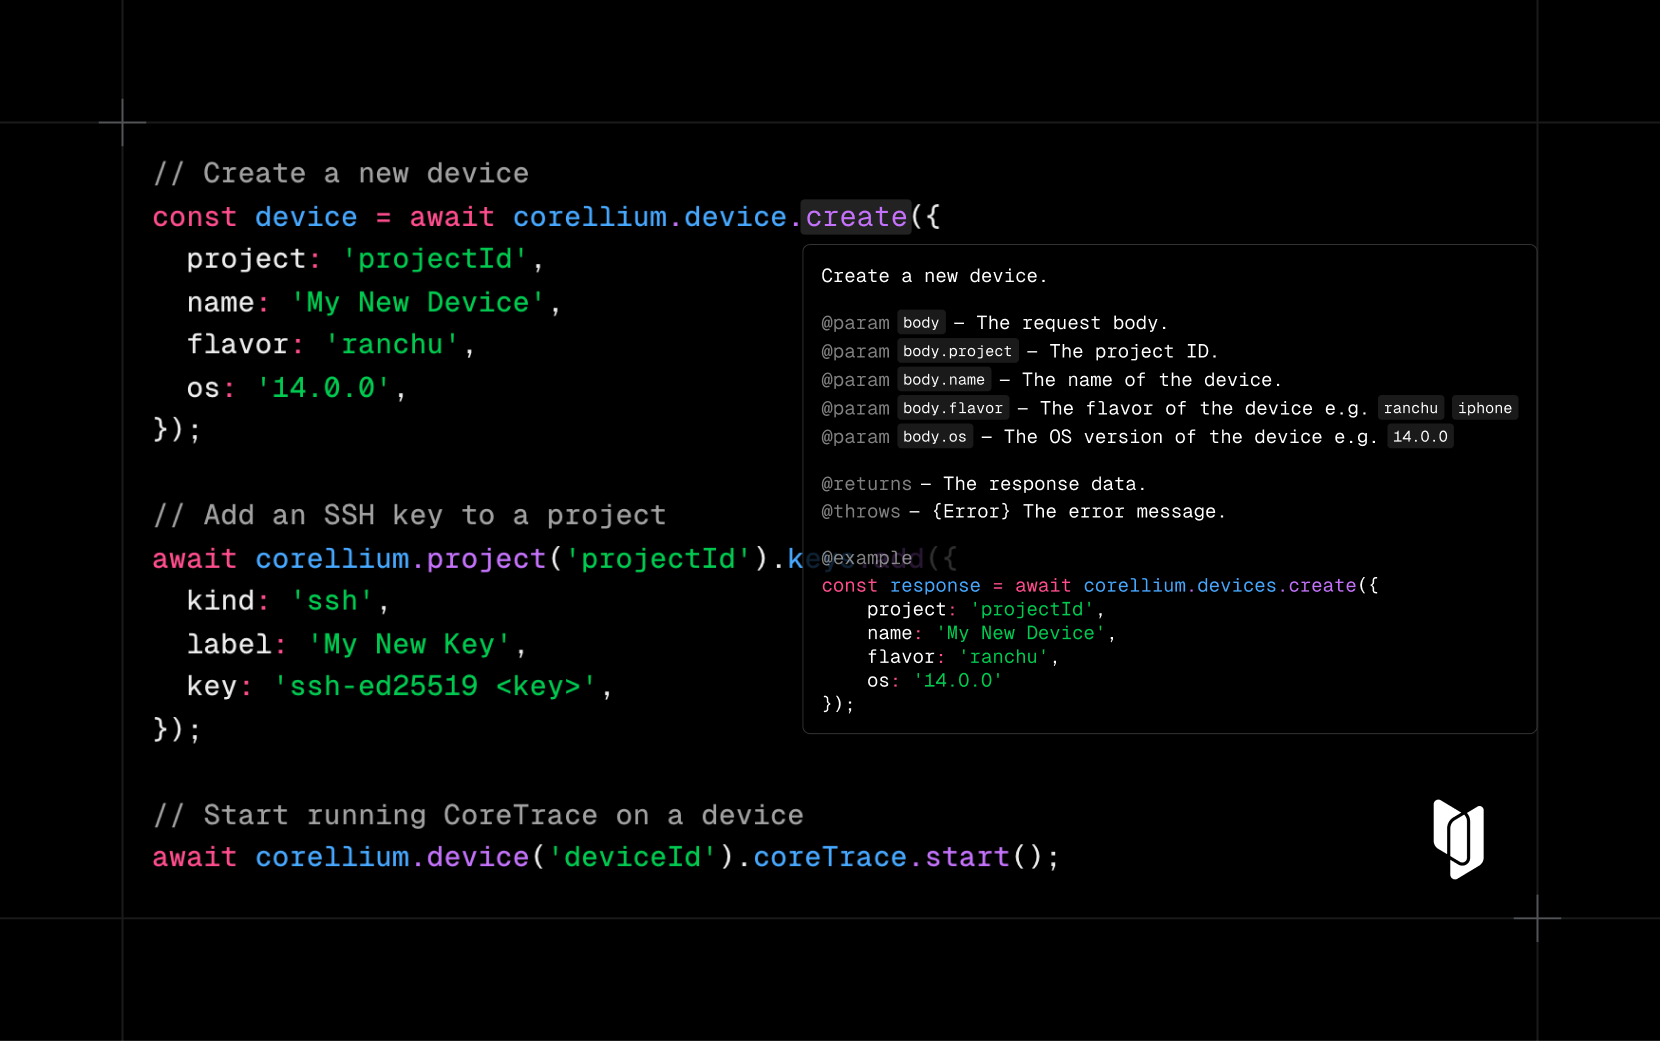 // Create a new device
const device = await corellium.device.create({
  project: 'projectId',
  name: 'My New Device',
  flavor: 'ranchu',
  os: '14.0.0',
});
// Add an SSH key to a project
await corellium.project('projectId').keys.add({
  kind: 'ssh',
  label: 'My New Key',
  key: 'ssh-ed25519 <key>',
});
// Start running CoreTrace on a device
await corellium.device('deviceId').coreTrace.start();
Create a new device.
@param body – The request body.
@param body.project – The project ID.
@param body.name – The name of the device.
@param body.flavor – The flavor of the device e.g. ranchu iphone
@param body.os – The OS version of the device e.g. 14.0.0
@returns – The response data.
@throws – {Error} The error message.
@example
const response = await corellium.devices.create({
    project: 'projectId',
    name: 'My New Device',
    flavor: 'ranchu',
    os: '14.0.0'
});